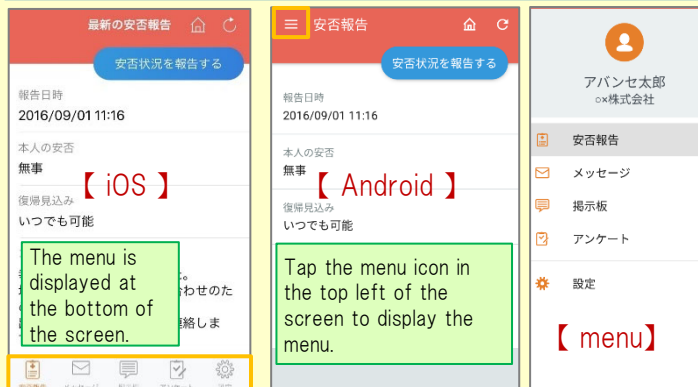 最新の安否報告
安否状況を報告する
報告日時
2016/09/01 11:16
本人の安否
無事
【 iOS 】
復帰見込み
いつでも可能
The menu is
displayed at
the bottom of
the screen.
。
わせのた
絡しま
安否報告
安否状況を報告する
報告日時
2016/09/01 11:16
本人の安否
無事
【 Android 】
復帰見込み
いつでも可能
Tap the menu icon in
the top left of the
screen to display the
menu.
アバンセ太郎
○×株式会社
安否報告
メッセージ
掲示板
アンケート
設定
【 menu】